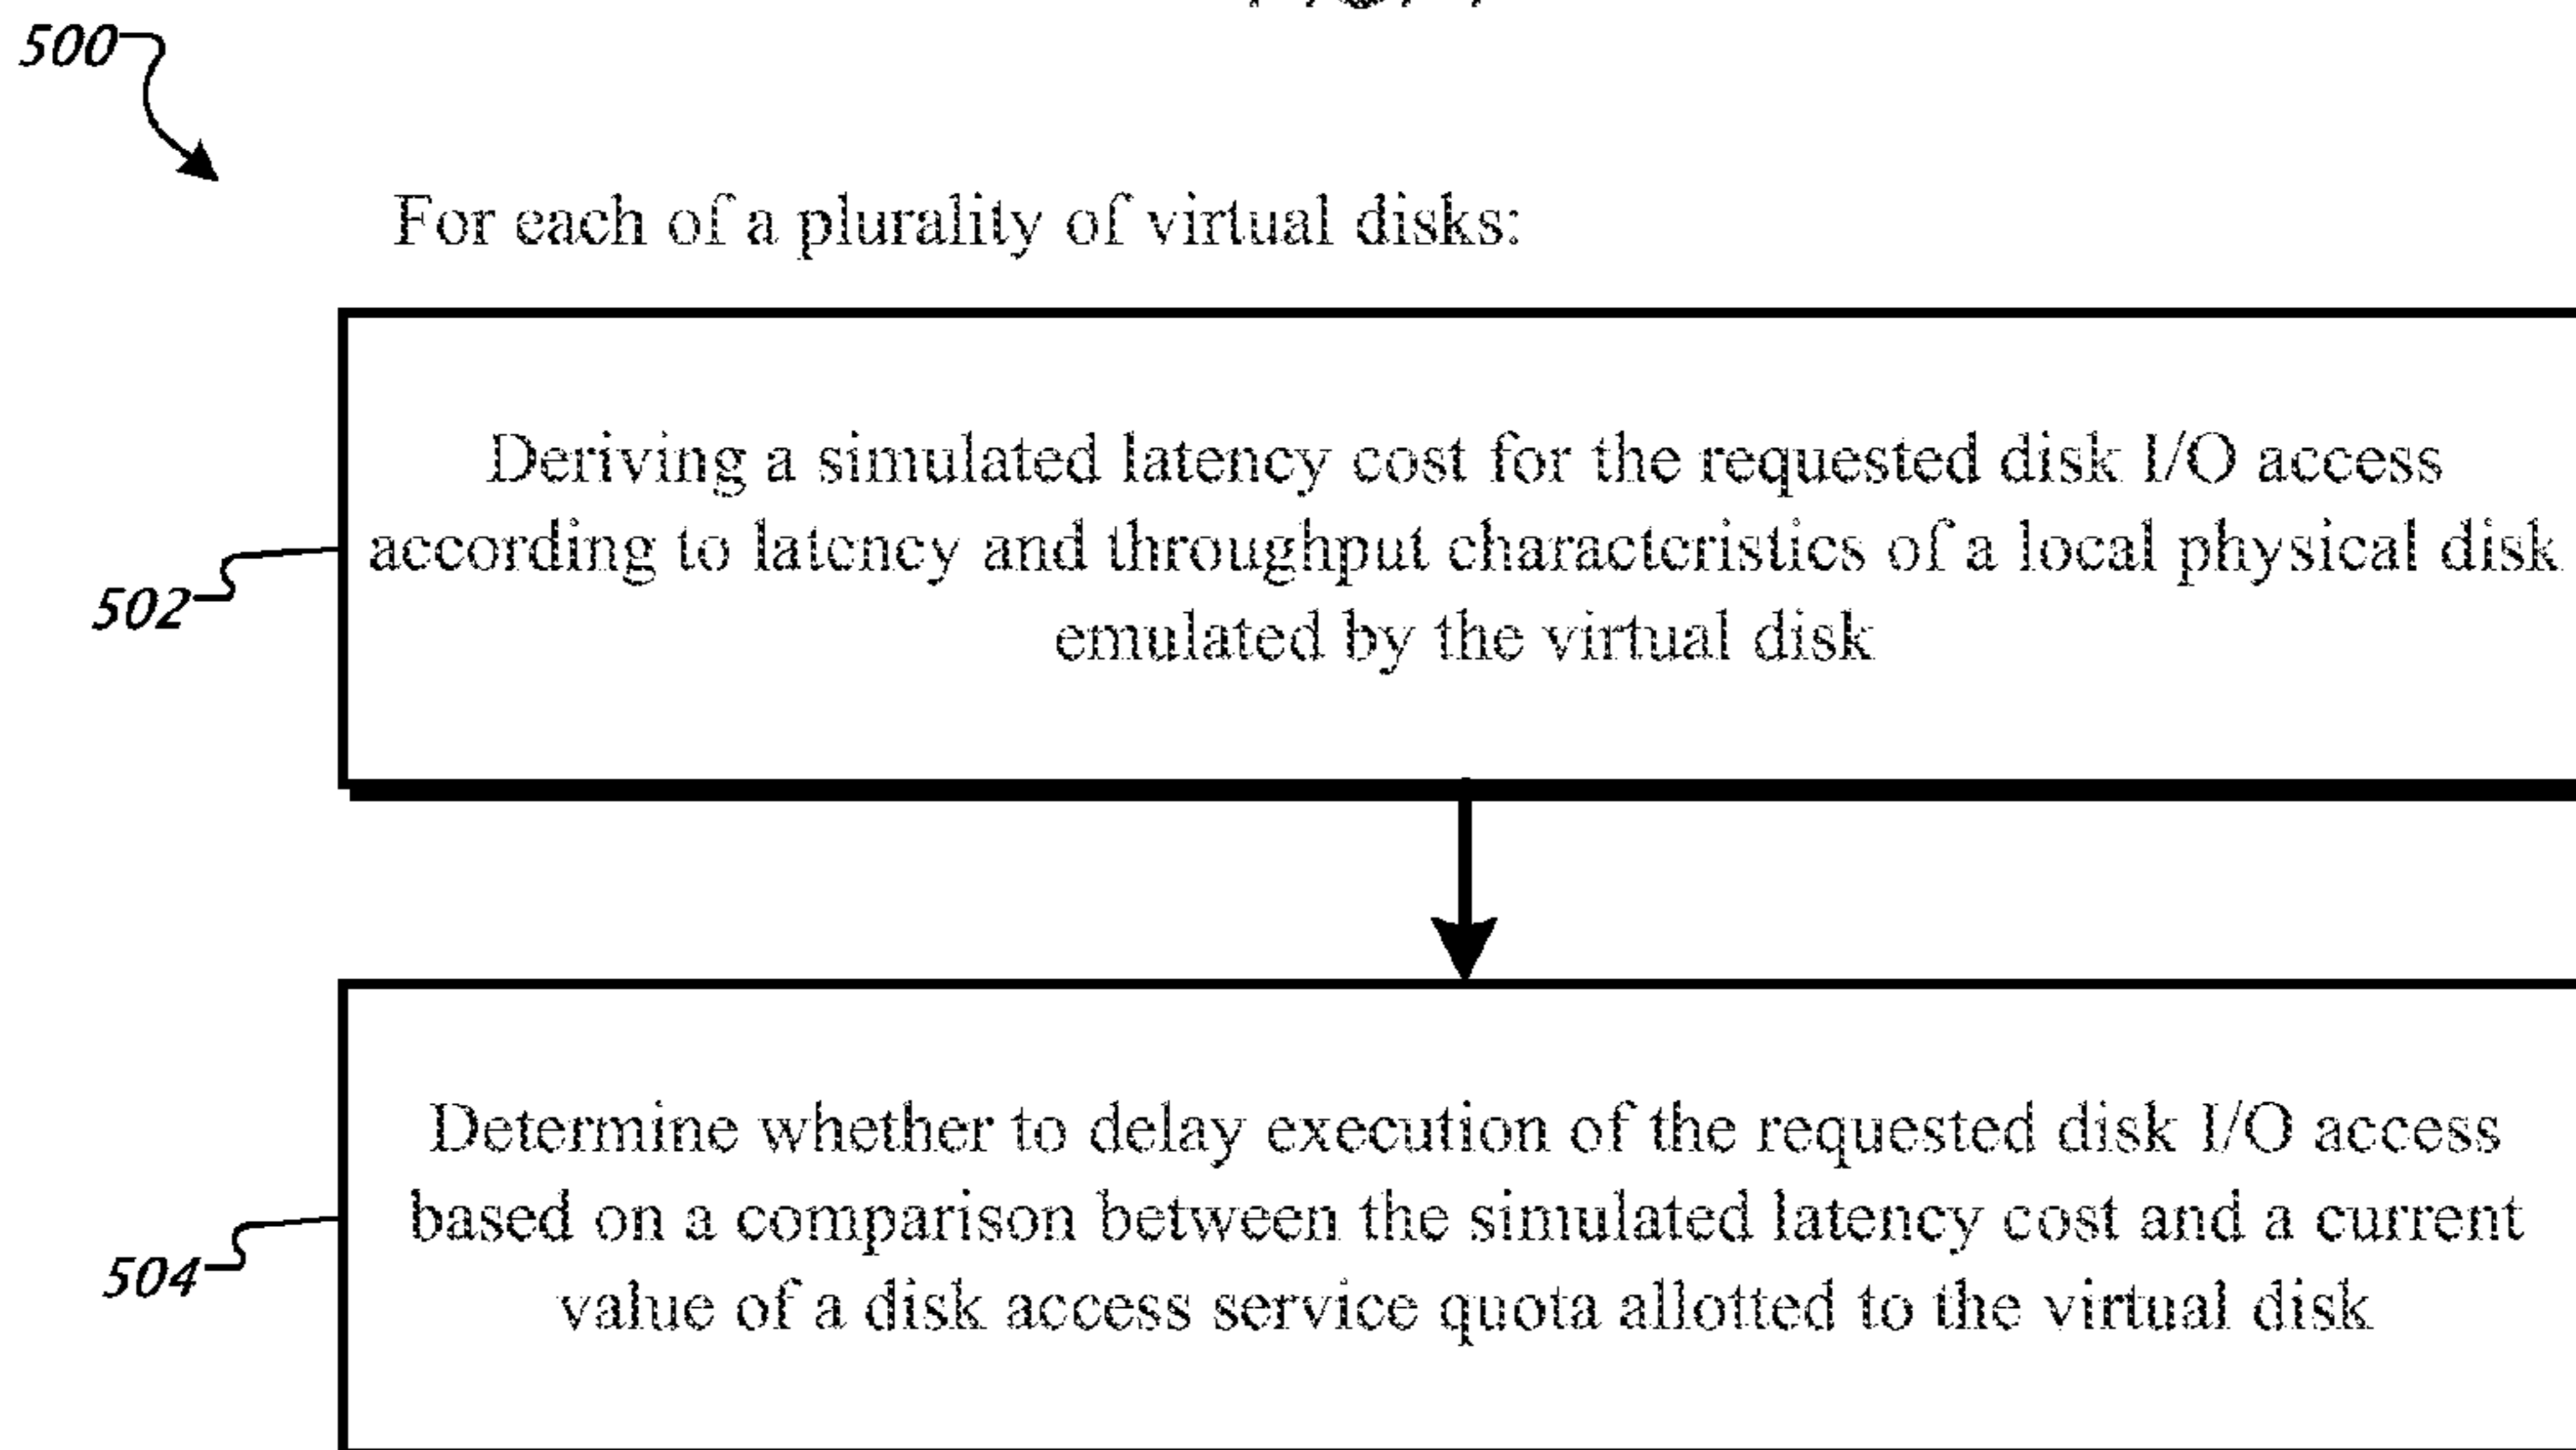 500
For each of a plurality of virtual disks:
Deriving a simulated latency cost for the requested disk I/O access
according to latency and throughput characteristics of a local physical disk
502
emulated by the virtual disk
Determine whether to delay execution of the requested disk I/O access
based on a comparison between the simulated latency cost and a current
504
value of a disk access service quota allotted to the virtual disk